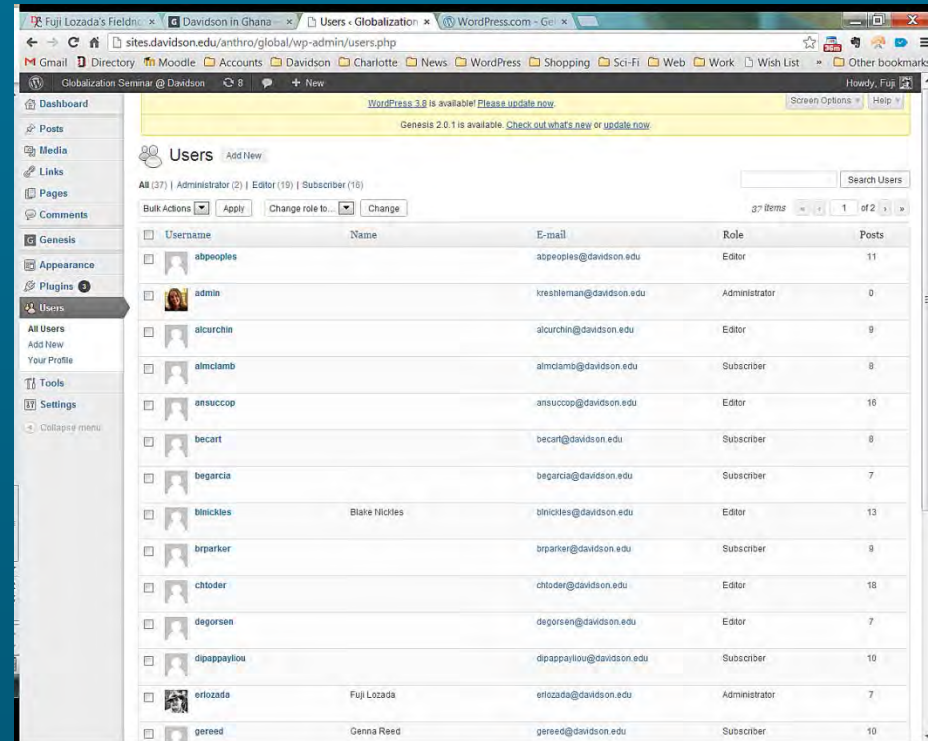 Fuji Lozada's Fieldnc × Davidson in Ghana – × Users ‹ Globalization × WordPress.com - Ge ×
sites.davidson.edu/anthro/global/wp-admin/users.php 36m
Gmail Directory Moodle Accounts Davidson Charlotte News WordPress Shopping Sci-Fi Web Work Wish List » Other bookmarks
Globalization Seminar @ Davidson 8 + New Howdy, Fuji
Dashboard
Posts
Media
Links
Pages
Comments
Genesis
Appearance
Plugins 3
Users
All Users
Add New
Your Profile
Tools
Settings
Collapse menu
WordPress 3.8 is available! Please update now. Screen Options Help
Genesis 2.0.1 is available. Check out what's new or update now.
Users Add New
All (37) | Administrator (2) | Editor (19) | Subscriber (16) Search Users
Bulk Actions Apply Change role to... Change 37 items « ‹ 1 of 2 › »
Username Name E-mail Role Posts
abpeoples abpeoples@davidson.edu Editor 11
admin kreshleman@davidson.edu Administrator 0
alcurchin alcurchin@davidson.edu Editor 9
almclamb almclamb@davidson.edu Subscriber 8
ansuccop ansuccop@davidson.edu Editor 16
becart becart@davidson.edu Subscriber 8
begarcia begarcia@davidson.edu Subscriber 7
blnickles Blake Nickles blnickles@davidson.edu Editor 13
brparker brparker@davidson.edu Subscriber 9
chtoder chtoder@davidson.edu Editor 18
degorsen degorsen@davidson.edu Editor 7
dipappayliou dipappayliou@davidson.edu Subscriber 10
erlozada Fuji Lozada erlozada@davidson.edu Administrator 7
gereed Genna Reed gereed@davidson.edu Subscriber 10